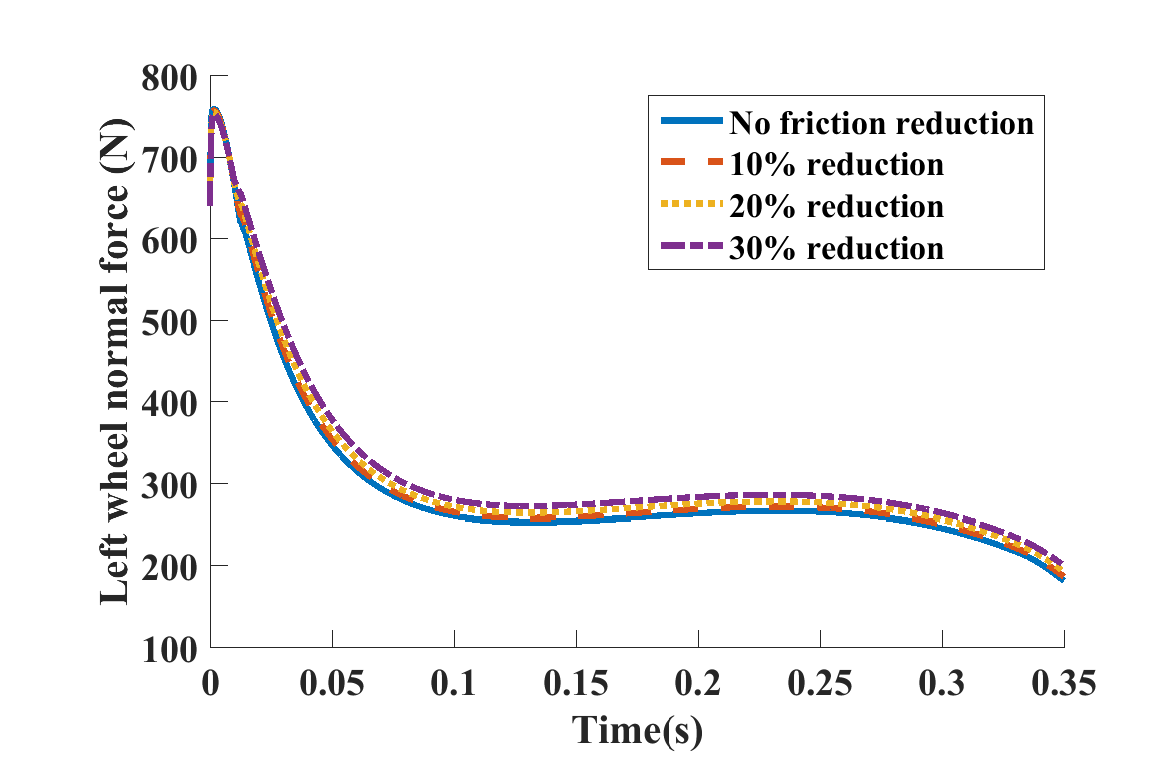 800
700
600
500
400
300
200
100
Left wheel normal force (N)
No friction reduction
10% reduction
20% reduction
30% reduction
0 0.05 0.1 0.15 0.2 0.25 0.3 0.35
Time(s)